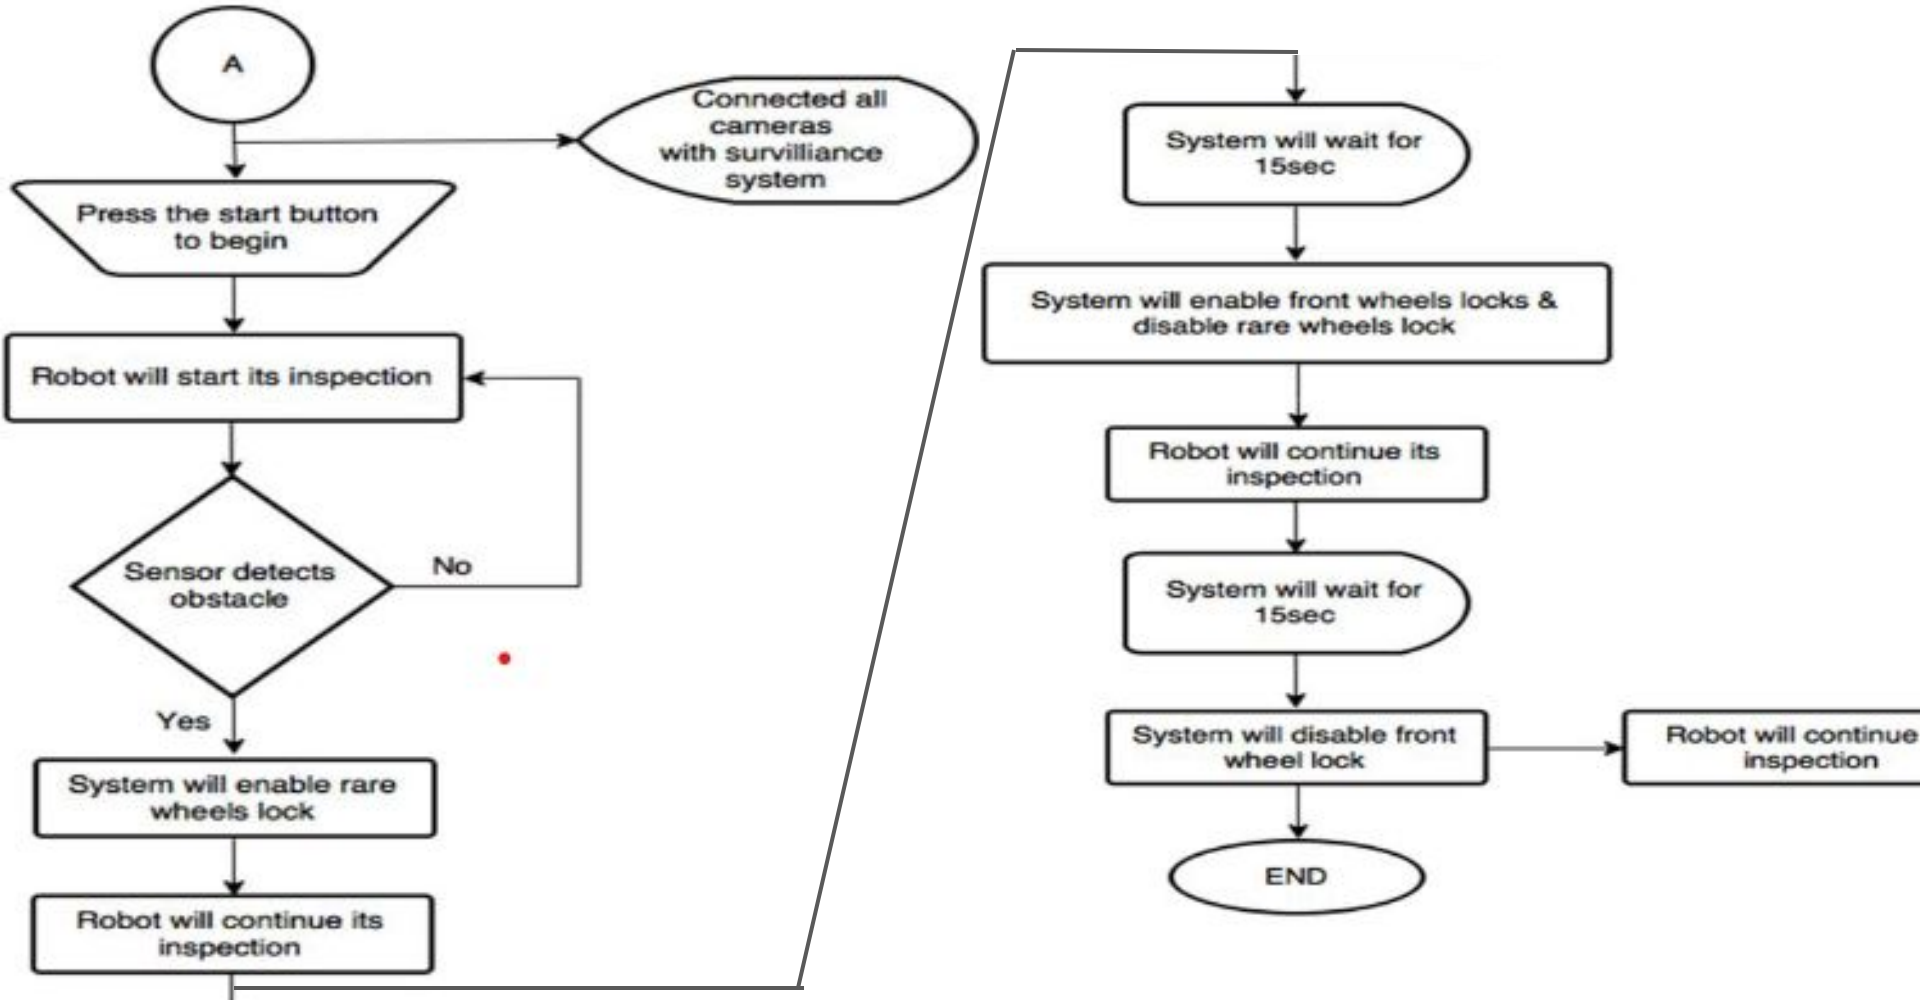 A
Connected all
cameras
with survilliance
system
Press the start button
to begin
Robot will start its inspection
Sensor detects
obstacle
No
Yes
System will enable rare
wheels lock
Robot will continue its
inspection
System will wait for
15sec
System will enable front wheels locks &
disable rare wheels lock
Robot will continue its
inspection
System will wait for
15sec
System will disable front
wheel lock
Robot will continue
inspection
END